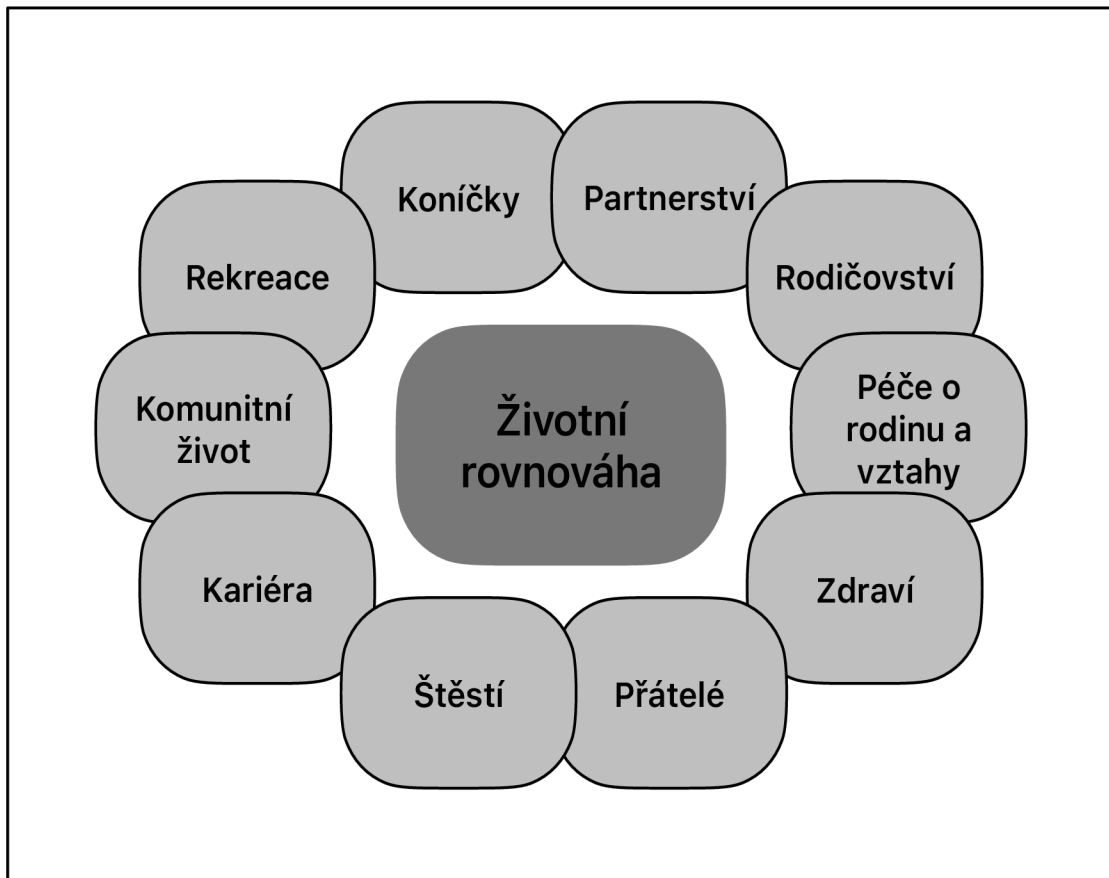 Koníčky
Partnerství
Rekreace
Rodičovství
Komunitní
život
Životní
rovnováha
Péče o
rodinu a
vztahy
Kariéra
Zdraví
Štěstí
Přátelé